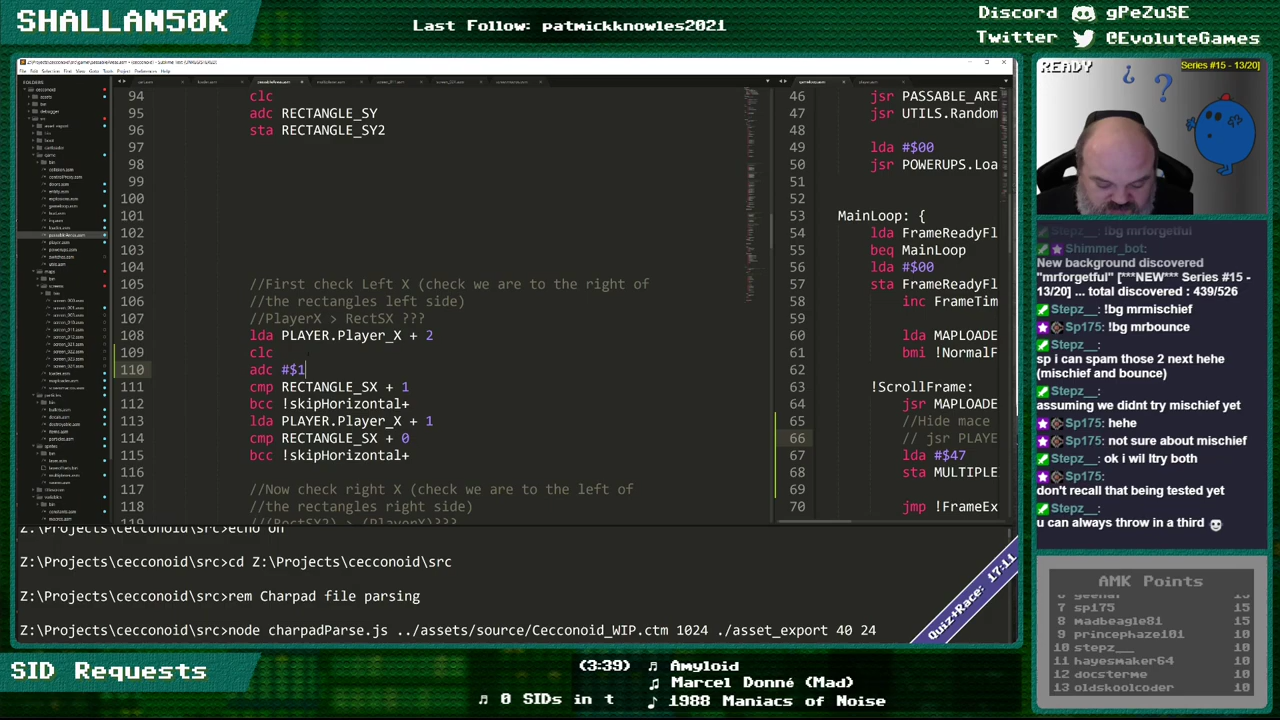 SHALLAN50K
Last Follow: patmickknowles2021
Discord gPeZuSE
Twitter @EvoluteGames
94 clc
95 adc RECTANGLE_SY
96 sta RECTANGLE_SY2
97
98
99
100
101
102
103
104
105 //First check Left X (check we are to the right of
106 //the rectangles left side)
107 //PlayerX > RectSX ???
108 lda PLAYER.Player_X + 2
109 clc
110 adc #$1
111 cmp RECTANGLE_SX + 1
112 bcc !skipHorizontal+
113 lda PLAYER.Player_X + 1
114 cmp RECTANGLE_SX + 0
115 bcc !skipHorizontal+
116
117 //Now check right X (check we are to the left of
118 //the rectangles right side)
119 //(RectSX2) > (PlayerX)???
46 jsr PASSABLE_ARE
47 jsr UTILS.Random
48
49 lda #$00
50 jsr POWERUPS.Loa
51
52
53 MainLoop: {
54 lda FrameReadyFl
55 beq MainLoop
56 lda #$00
57 sta FrameReadyFl
58 inc FrameTim
59
60 lda MAPLOADE
61 bmi !NormalF
62
63 !ScrollFrame:
64 jsr MAPLOADE
65 //Hide mace
66 // jsr PLAYE
67 lda #$47
68 sta MULTIPLE
69
70 jmp !FrameEx
Z:\Projects\cecconoid\src>echo on
Z:\Projects\cecconoid\src>cd Z:\Projects\cecconoid\src
Z:\Projects\cecconoid\src>rem Charpad file parsing
Z:\Projects\cecconoid\src>node charpadParse.js ../assets/source/Cecconoid_WIP.ctm 1024 ./asset_export 40 24
Quiz+Race: 17:11
READY
Series #15 - 13/20]
Stepz__: !bg mrforgetful
Shimmer_bot:
New background discovered
"mrforgetful" [***NEW*** Series #15 -
13/20] ... total discovered : 439/526
Stepz__: !bg mrmischief
Sp175: !bg mrbounce
Stepz__:
sp i can spam those 2 next hehe
(mischief and bounce)
Stepz__:
assuming we didnt try mischief yet
Sp175: hehe
Sp175: not sure about mischief
Stepz__: ok i wil ltry both
Sp175:
don't recall that being tested yet
Stepz__:
u can always throw in a third
AMK Points
7 sp175 15
8 madbeagle81 15
9 princephaze101 10
10 stepz__ 10
11 hayesmaker64 10
12 docsterme 10
13 oldskoolcoder 10
SID Requests
(3:39) Amyloid
Marcel Donné (Mad)
0 SIDs in t
1988 Maniacs of Noise